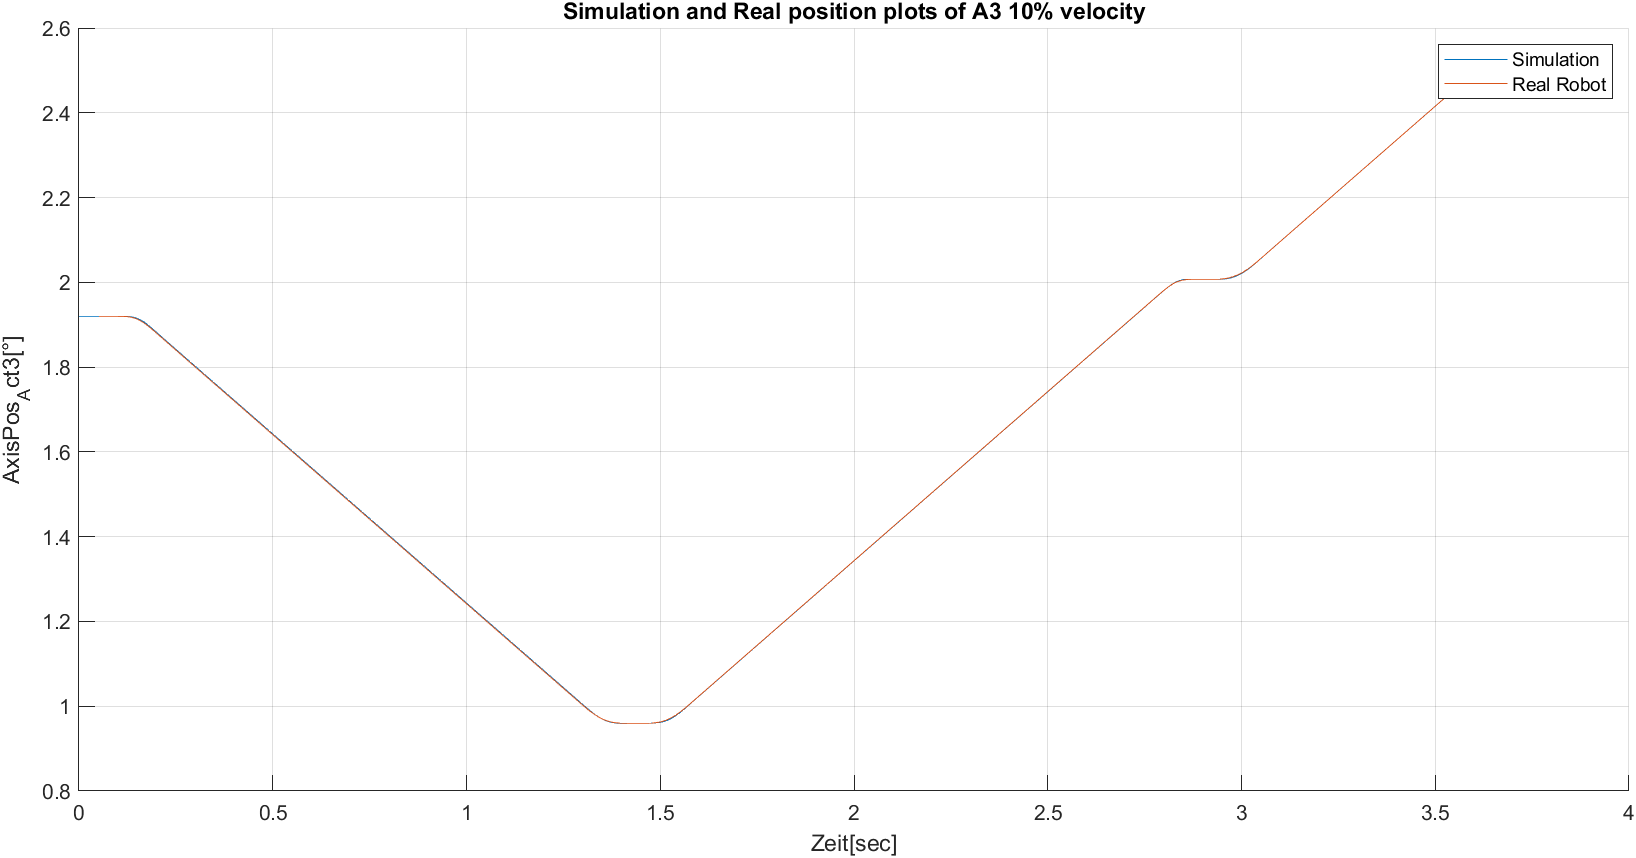 Simulation and Real position plots of A3 10% velocity
2.6
2.4
2.2
2
1.8
1.6
1.4
1.2
1
0.8
AxisPos_Act3[°]
Simulation
Real Robot
0 0.5 1 1.5 2 2.5 3 3.5 4
Zeit[sec]